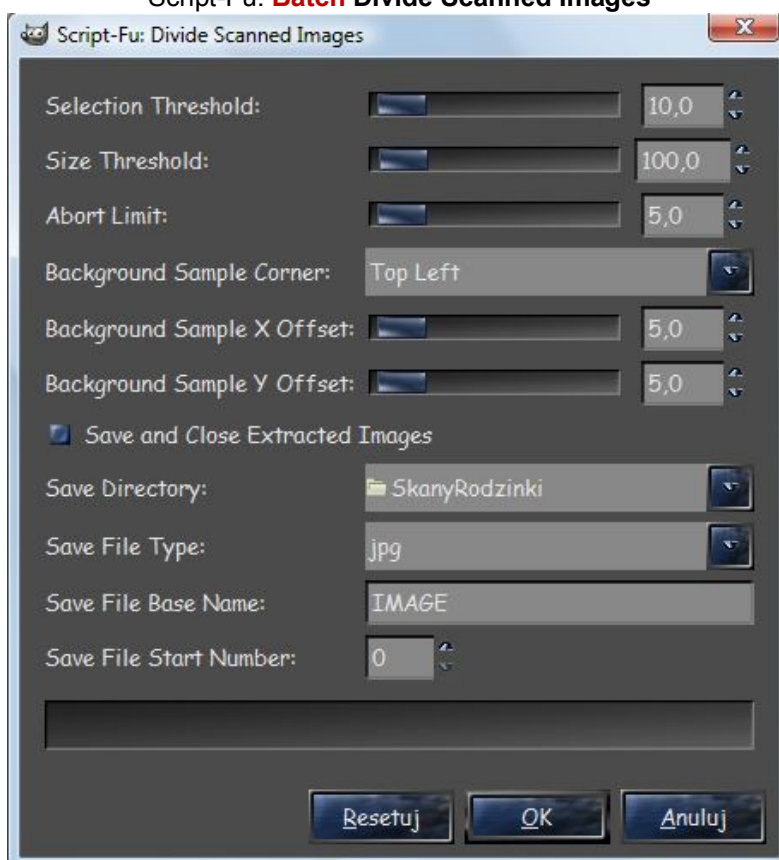 Script-Fu: Batch Divide Scanned Images
Script-Fu: Divide Scanned Images
Selection Threshold: 10,0
Size Threshold: 100,0
Abort Limit: 5,0
Background Sample Corner: Top Left
Background Sample X Offset: 5,0
Background Sample Y Offset: 5,0
Save and Close Extracted Images
Save Directory: SkanyRodzinki
Save File Type: jpg
Save File Base Name: IMAGE
Save File Start Number: 0
Resetuj OK Anuluj